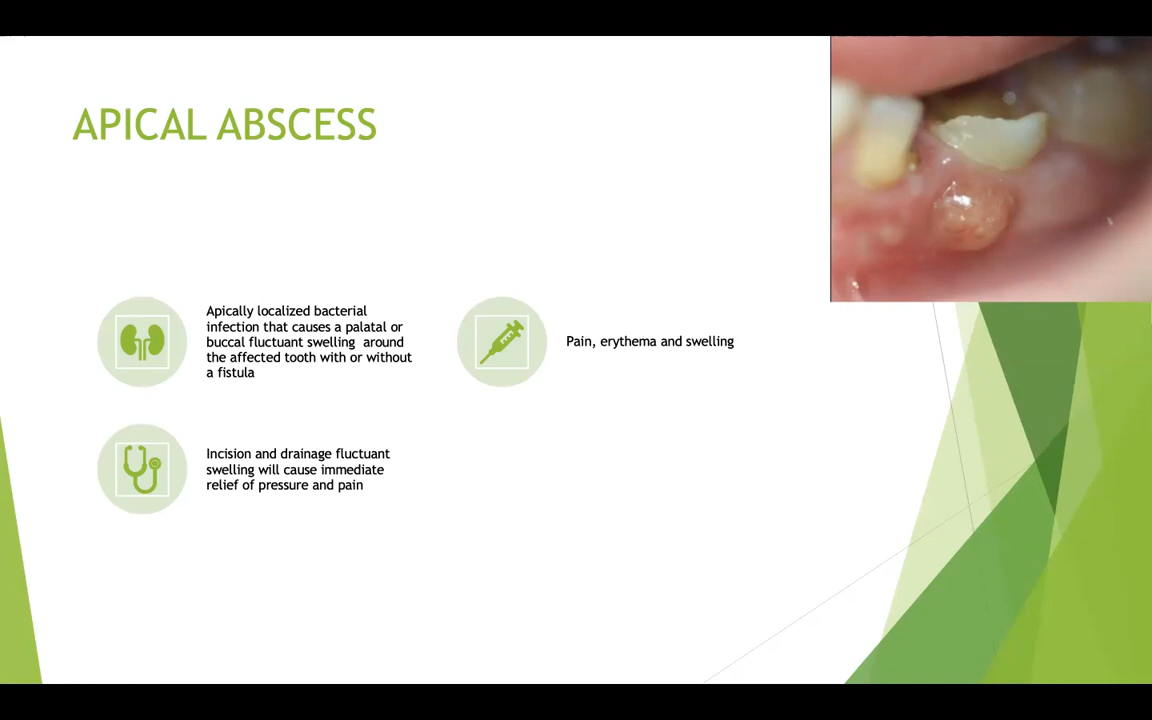 APICAL ABSCESS
Apically localized bacterial
infection that causes a palatal or
buccal fluctuant swelling around
the affected tooth with or without
a fistula
Pain, erythema and swelling
Incision and drainage fluctuant
swelling will cause immediate
relief of pressure and pain